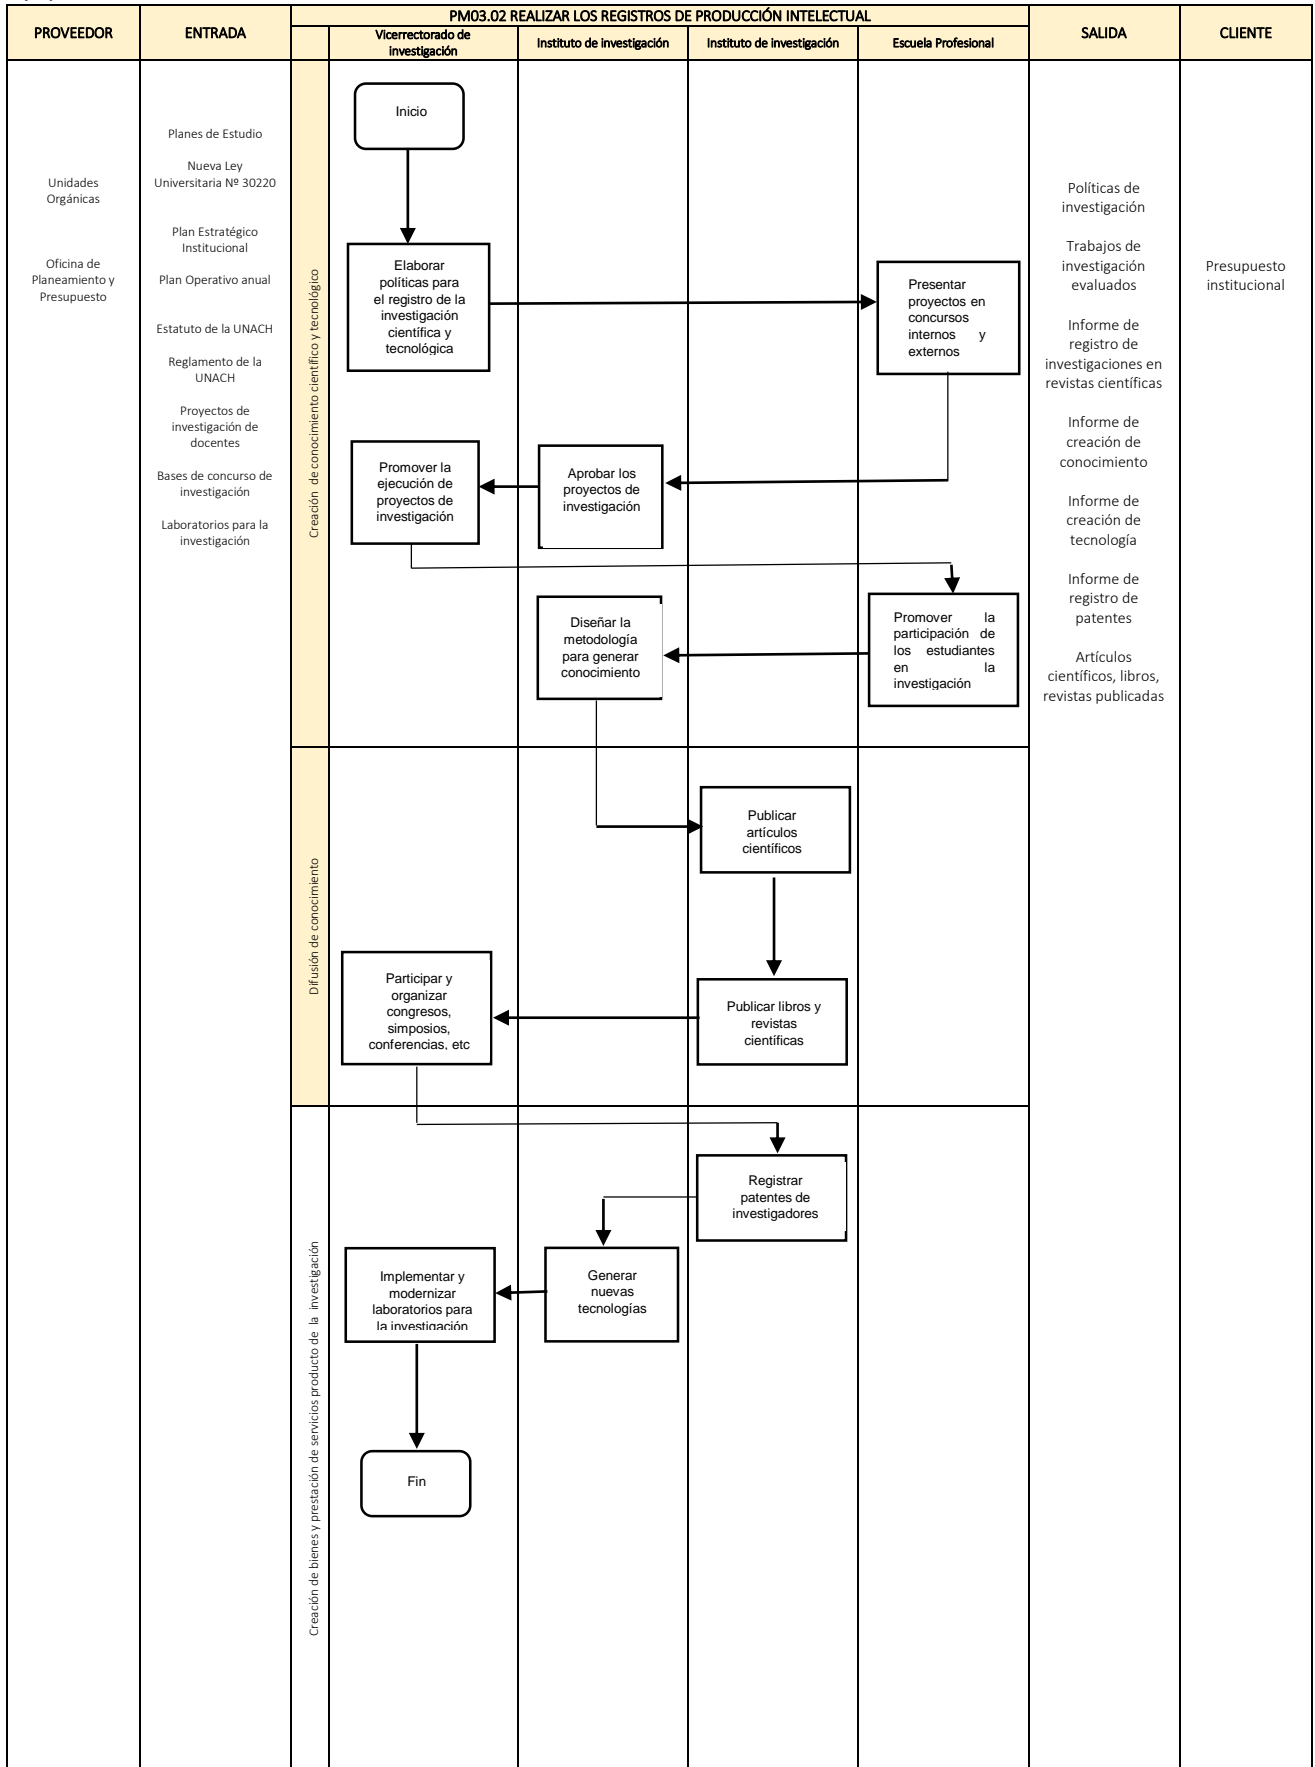 PM03.02 REALIZAR LOS REGISTROS DE PRODUCCIÓN INTELECTUAL
PROVEEDOR
ENTRADA
Vicerrectorado de
investigación
Instituto de investigación
Instituto de investigación
Escuela Profesional
SALIDA
CLIENTE
Unidades
Orgánicas
Oficina de
Planeamiento y
Presupuesto
Planes de Estudio
Nueva Ley
Universitaria Nº 30220
Plan Estratégico
Institucional
Plan Operativo anual
Estatuto de la UNACH
Reglamento de la
UNACH
Proyectos de
investigación de
docentes
Bases de concurso de
investigación
Laboratorios para la
investigación
Creación de conocimiento científico y tecnológico
Inicio
Elaborar
políticas para
el registro de la
investigación
científica y
tecnológica
Presentar
proyectos en
concursos
internos y
externos
Promover la
ejecución de
proyectos de
investigación
Aprobar los
proyectos de
investigación
Diseñar la
metodología
para generar
conocimiento
Promover la
participación de
los estudiantes
en la
investigación
Difusión de conocimiento
Publicar
artículos
científicos
Participar y
organizar
congresos,
simposios,
conferencias, etc
Publicar libros y
revistas
científicas
Creación de bienes y prestación de servicios producto de la investigación
Registrar
patentes de
investigadores
Implementar y
modernizar
laboratorios para
la investigación
Generar
nuevas
tecnologías
Fin
Políticas de
investigación
Trabajos de
investigación
evaluados
Informe de
registro de
investigaciones en
revistas científicas
Informe de
creación de
conocimiento
Informe de
creación de
tecnología
Informe de
registro de
patentes
Artículos
científicos, libros,
revistas publicadas
Presupuesto
institucional